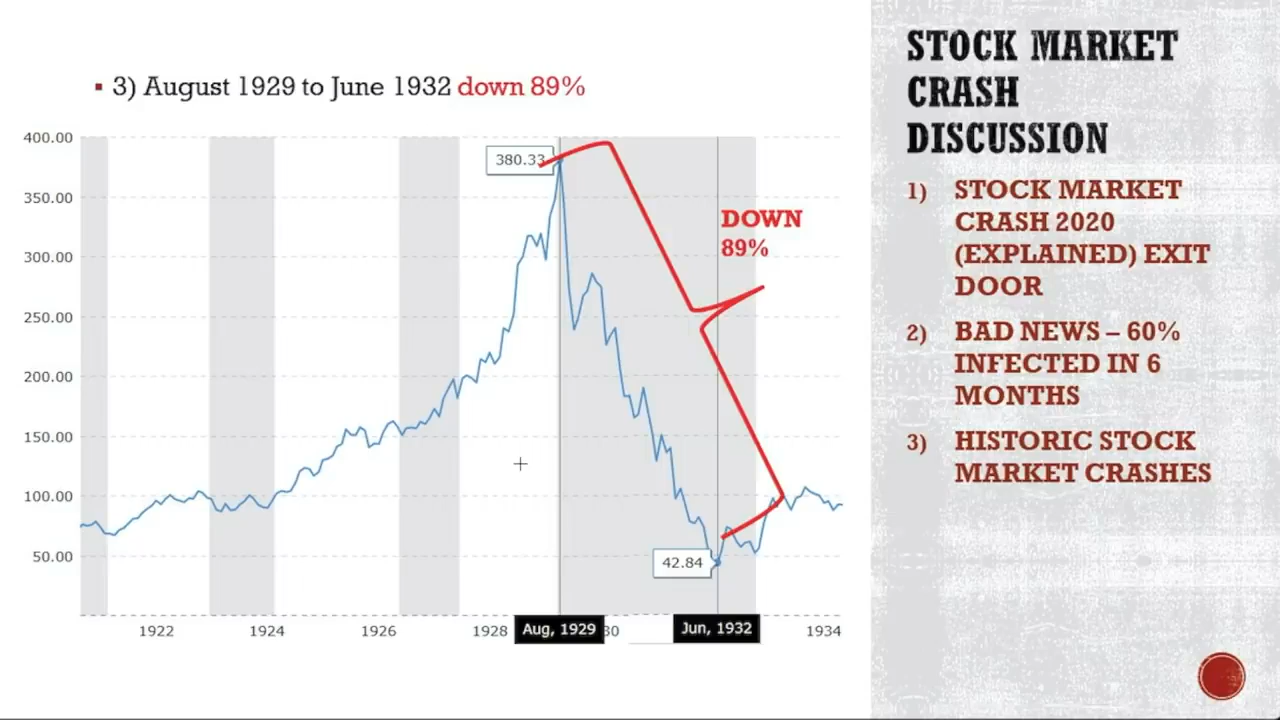 3) August 1929 to June 1932 down 89%
400.00
350.00
300.00
250.00
200.00
150.00
100.00
50.00
380.33
DOWN
89%
42.84
1922
1924
1926
1928
Aug, 1929
30
Jun, 1932
1934
STOCK MARKET
CRASH
DISCUSSION
1) STOCK MARKET
CRASH 2020
(EXPLAINED) EXIT
DOOR
2) BAD NEWS – 60%
INFECTED IN 6
MONTHS
3) HISTORIC STOCK
MARKET CRASHES